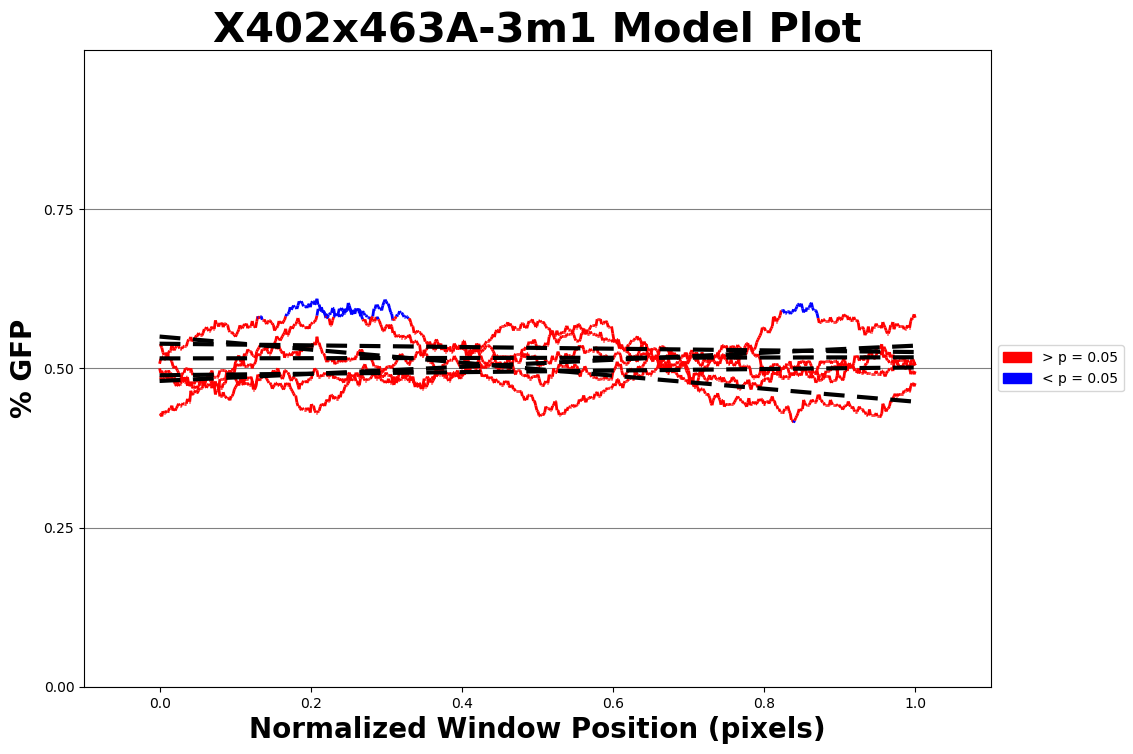 X402x463A-3m1 Model Plot
% GFP
0.75
0.50
0.25
0.00
0.0 0.2 0.4 0.6 0.8 1.0
Normalized Window Position (pixels)
> p = 0.05
< p = 0.05